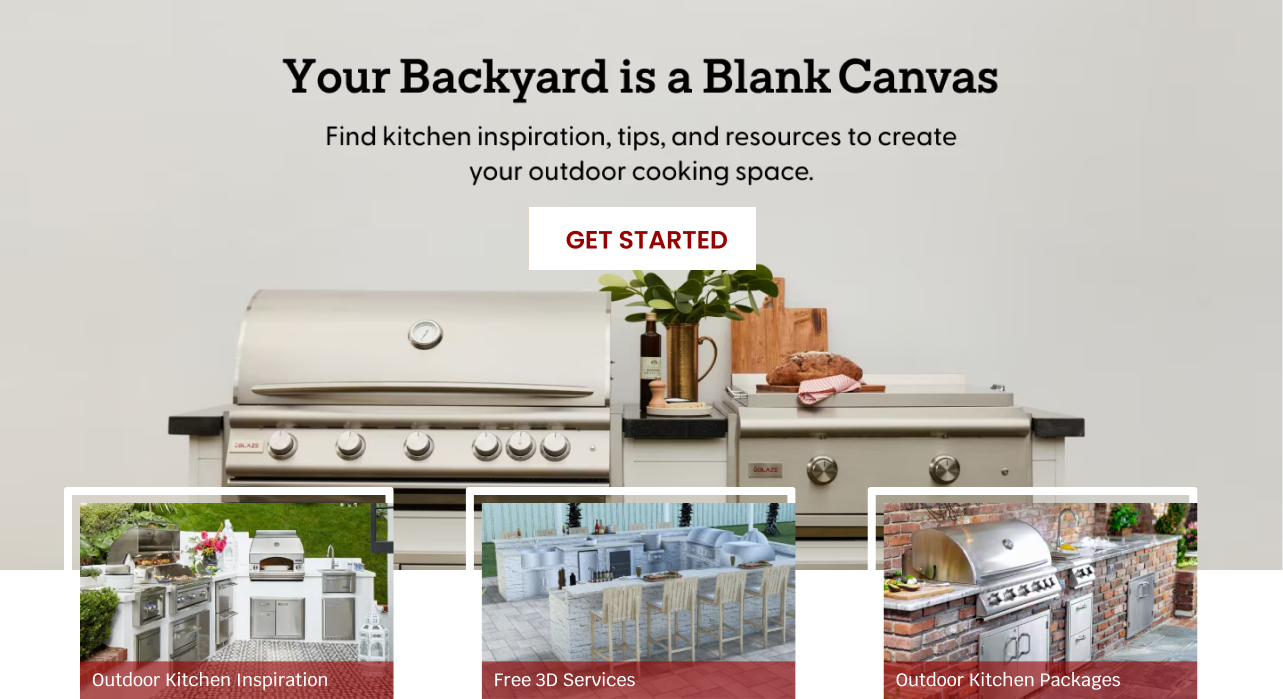 Your Backyard is a Blank Canvas
Find kitchen inspiration, tips, and resources to create
your outdoor cooking space.
GET STARTED
BLAZE
BLAZE
Outdoor Kitchen Inspiration
Free 3D Services
Outdoor Kitchen Packages